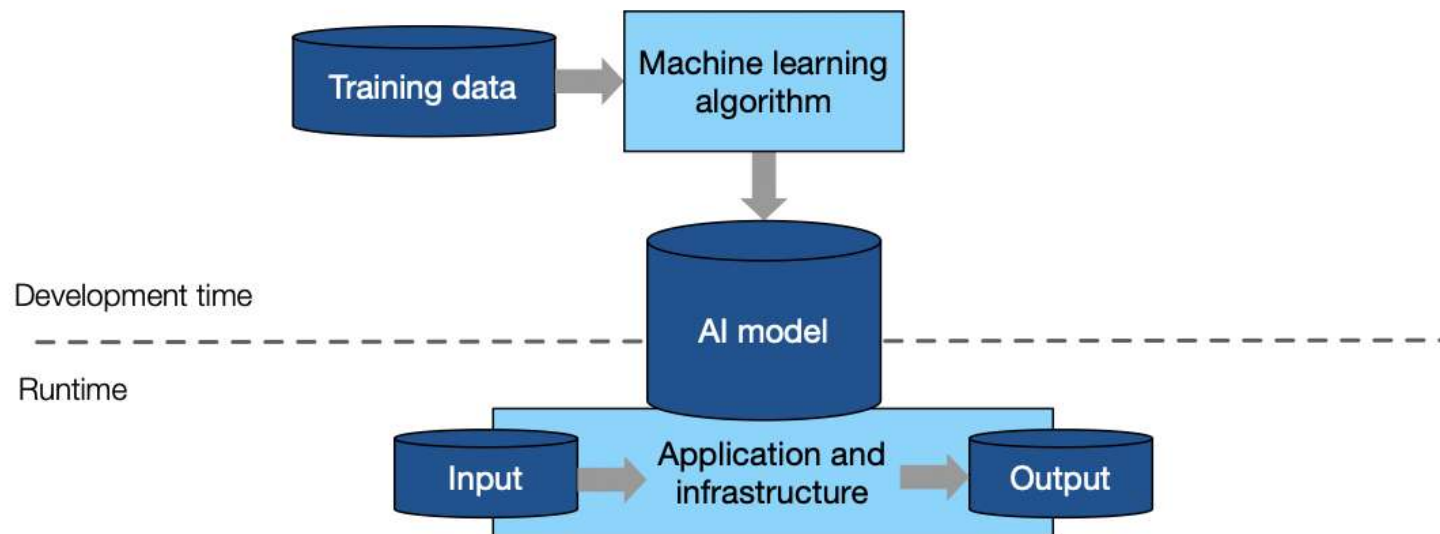 Training data
Machine learning
algorithm
Development time
AI model
Runtime
Input
Application and
infrastructure
Output